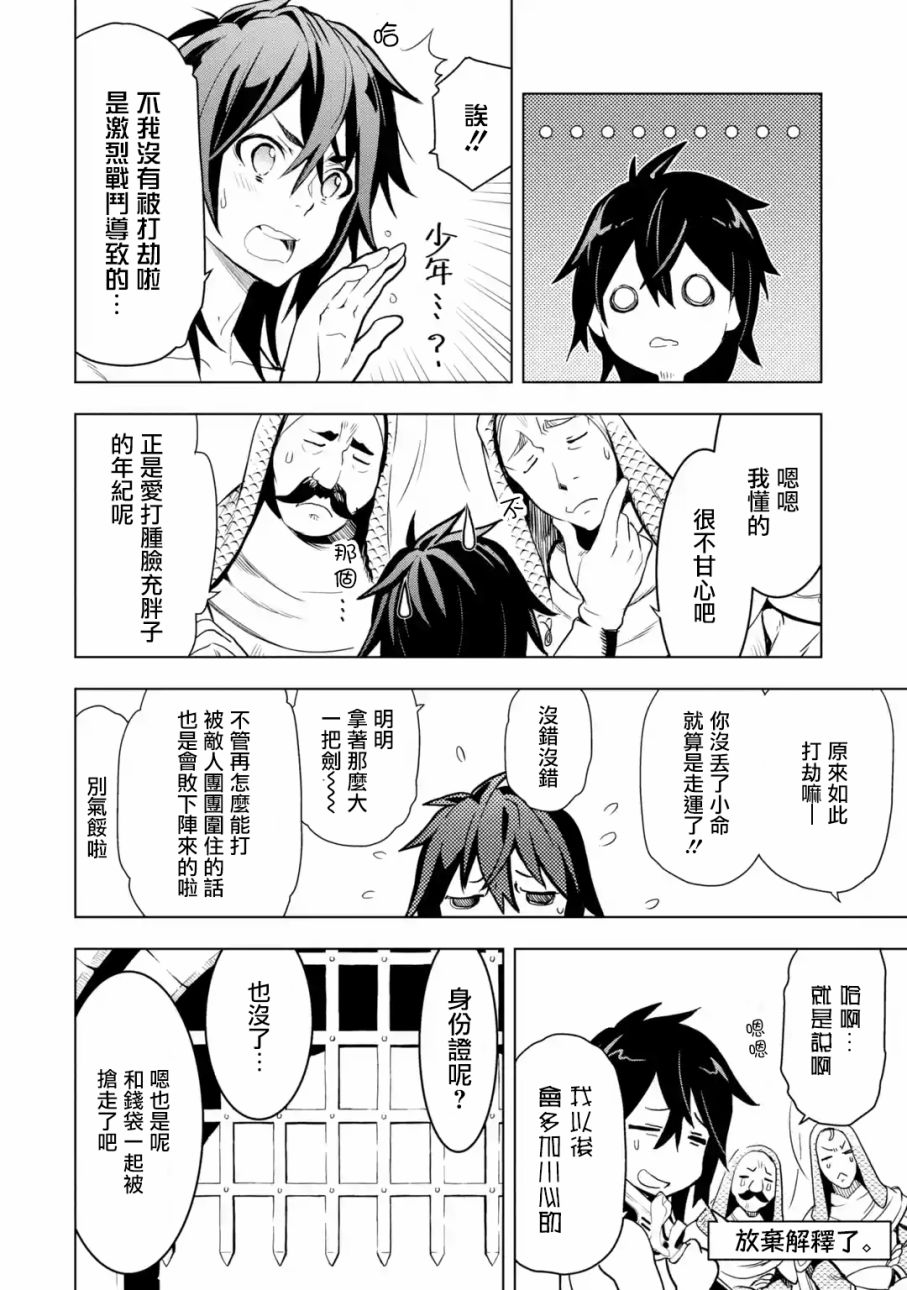 誒!!
哈
少年…?
不我沒有被打劫啦
是激烈戰鬥導致的…
嗯嗯
我懂的
很不甘心吧
不
那個…
正是愛打腫臉充胖子
的年紀呢
原來如此
打劫嘛—
你沒丟了小命
就算是走運了!!
沒錯沒錯
明明
拿著那麼大
一把劍~~
不管再怎麼能打
被敵人團團圍住的話
也是會敗下陣來的啦
別氣餒啦
哈啊…
就是說啊
嗯嗯
我以後
會多加小心的
放棄解釋了。
身份證呢?
也沒了…
嗯也是呢
和錢袋一起被
搶走了吧